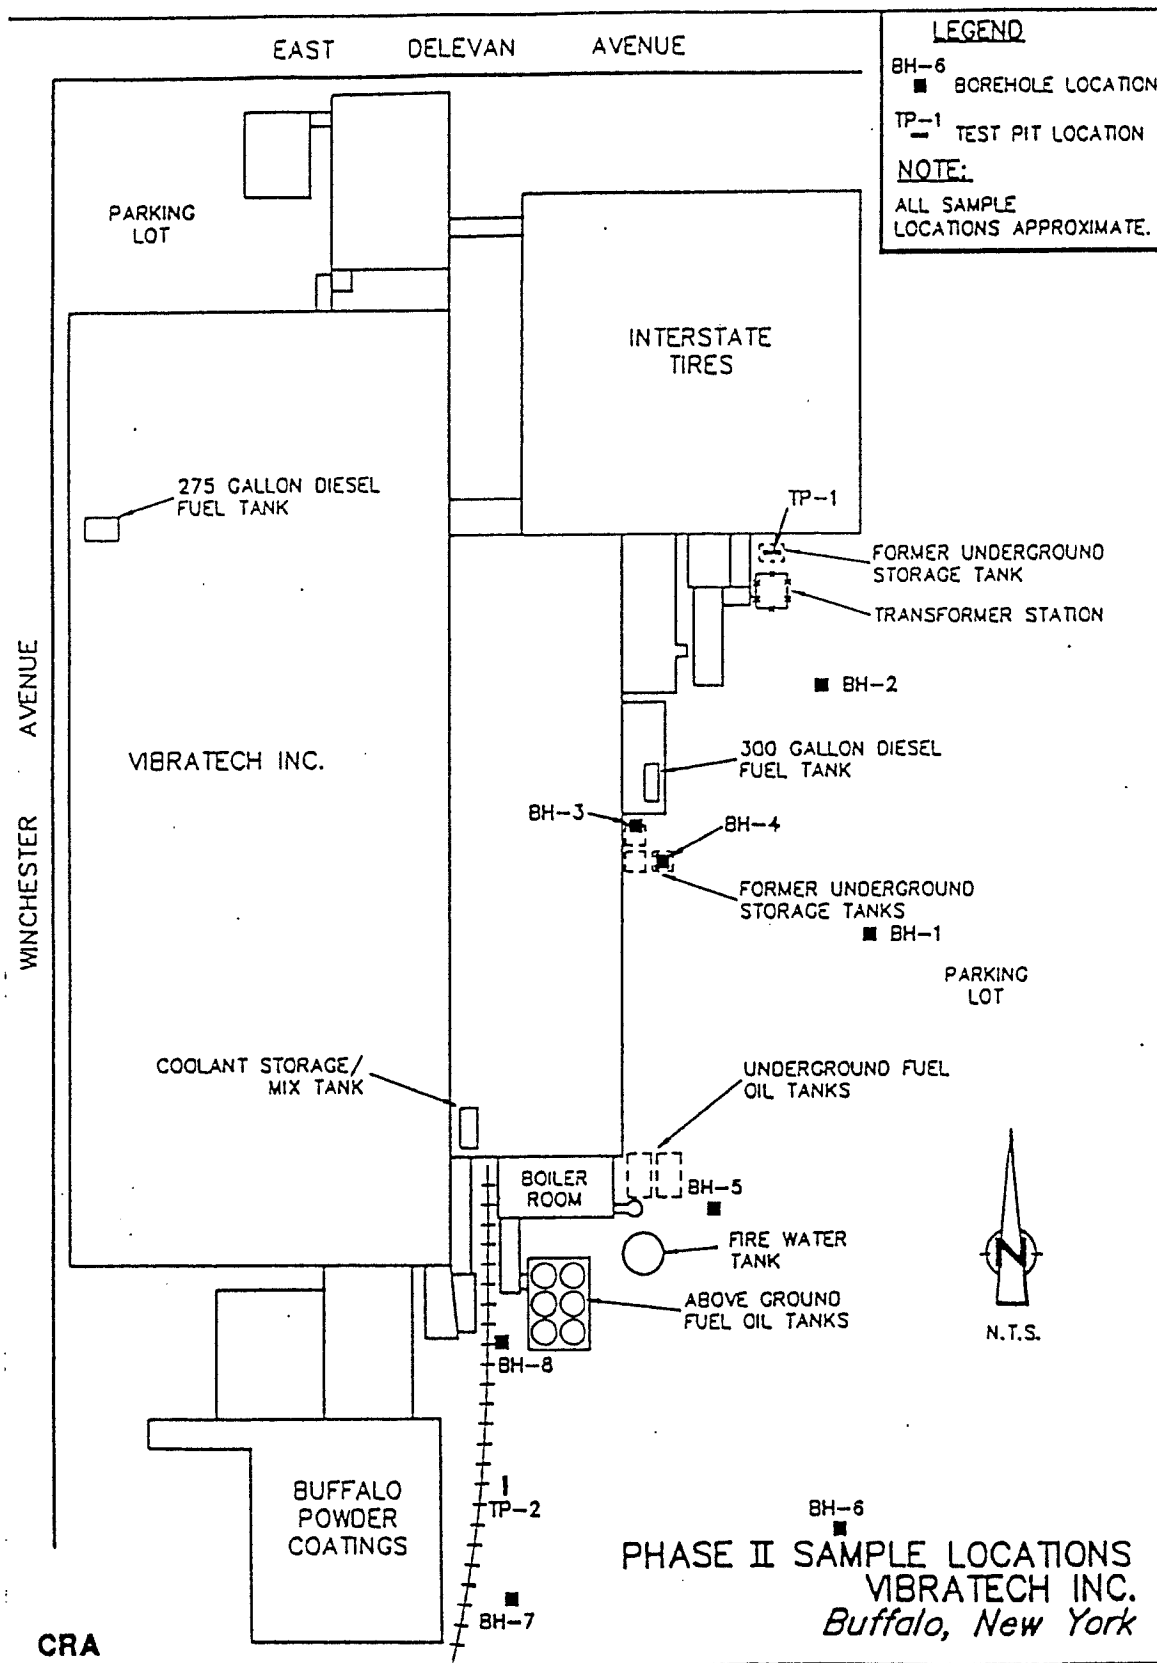 EAST DELEVAN AVENUE
LEGEND
BH-6
BOREHOLE LOCATION
TP-1
TEST PIT LOCATION
NOTE:
ALL SAMPLE
LOCATIONS APPROXIMATE.
PARKING
LOT
INTERSTATE
TIRES
275 GALLON DIESEL
FUEL TANK
TP-1
FORMER UNDERGROUND
STORAGE TANK
TRANSFORMER STATION
BH-2
WINCHESTER AVENUE
VIBRATECH INC.
300 GALLON DIESEL
FUEL TANK
BH-3
BH-4
FORMER UNDERGROUND
STORAGE TANKS
BH-1
PARKING
LOT
COOLANT STORAGE/
MIX TANK
UNDERGROUND FUEL
OIL TANKS
BOILER
ROOM
BH-5
FIRE WATER
TANK
ABOVE GROUND
FUEL OIL TANKS
N
N.T.S.
BH-8
BUFFALO
POWDER
COATINGS
TP-2
BH-6
BH-7
PHASE II SAMPLE LOCATIONS
VIBRATECH INC.
Buffalo, New York
CRA